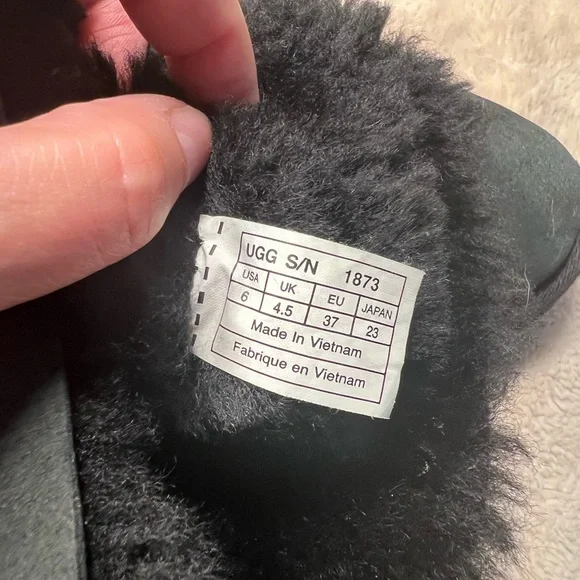 UGG S/N 1873
USA UK EU JAPAN
6 4.5 37 23
Made In Vietnam
Fabrique en Vietnam